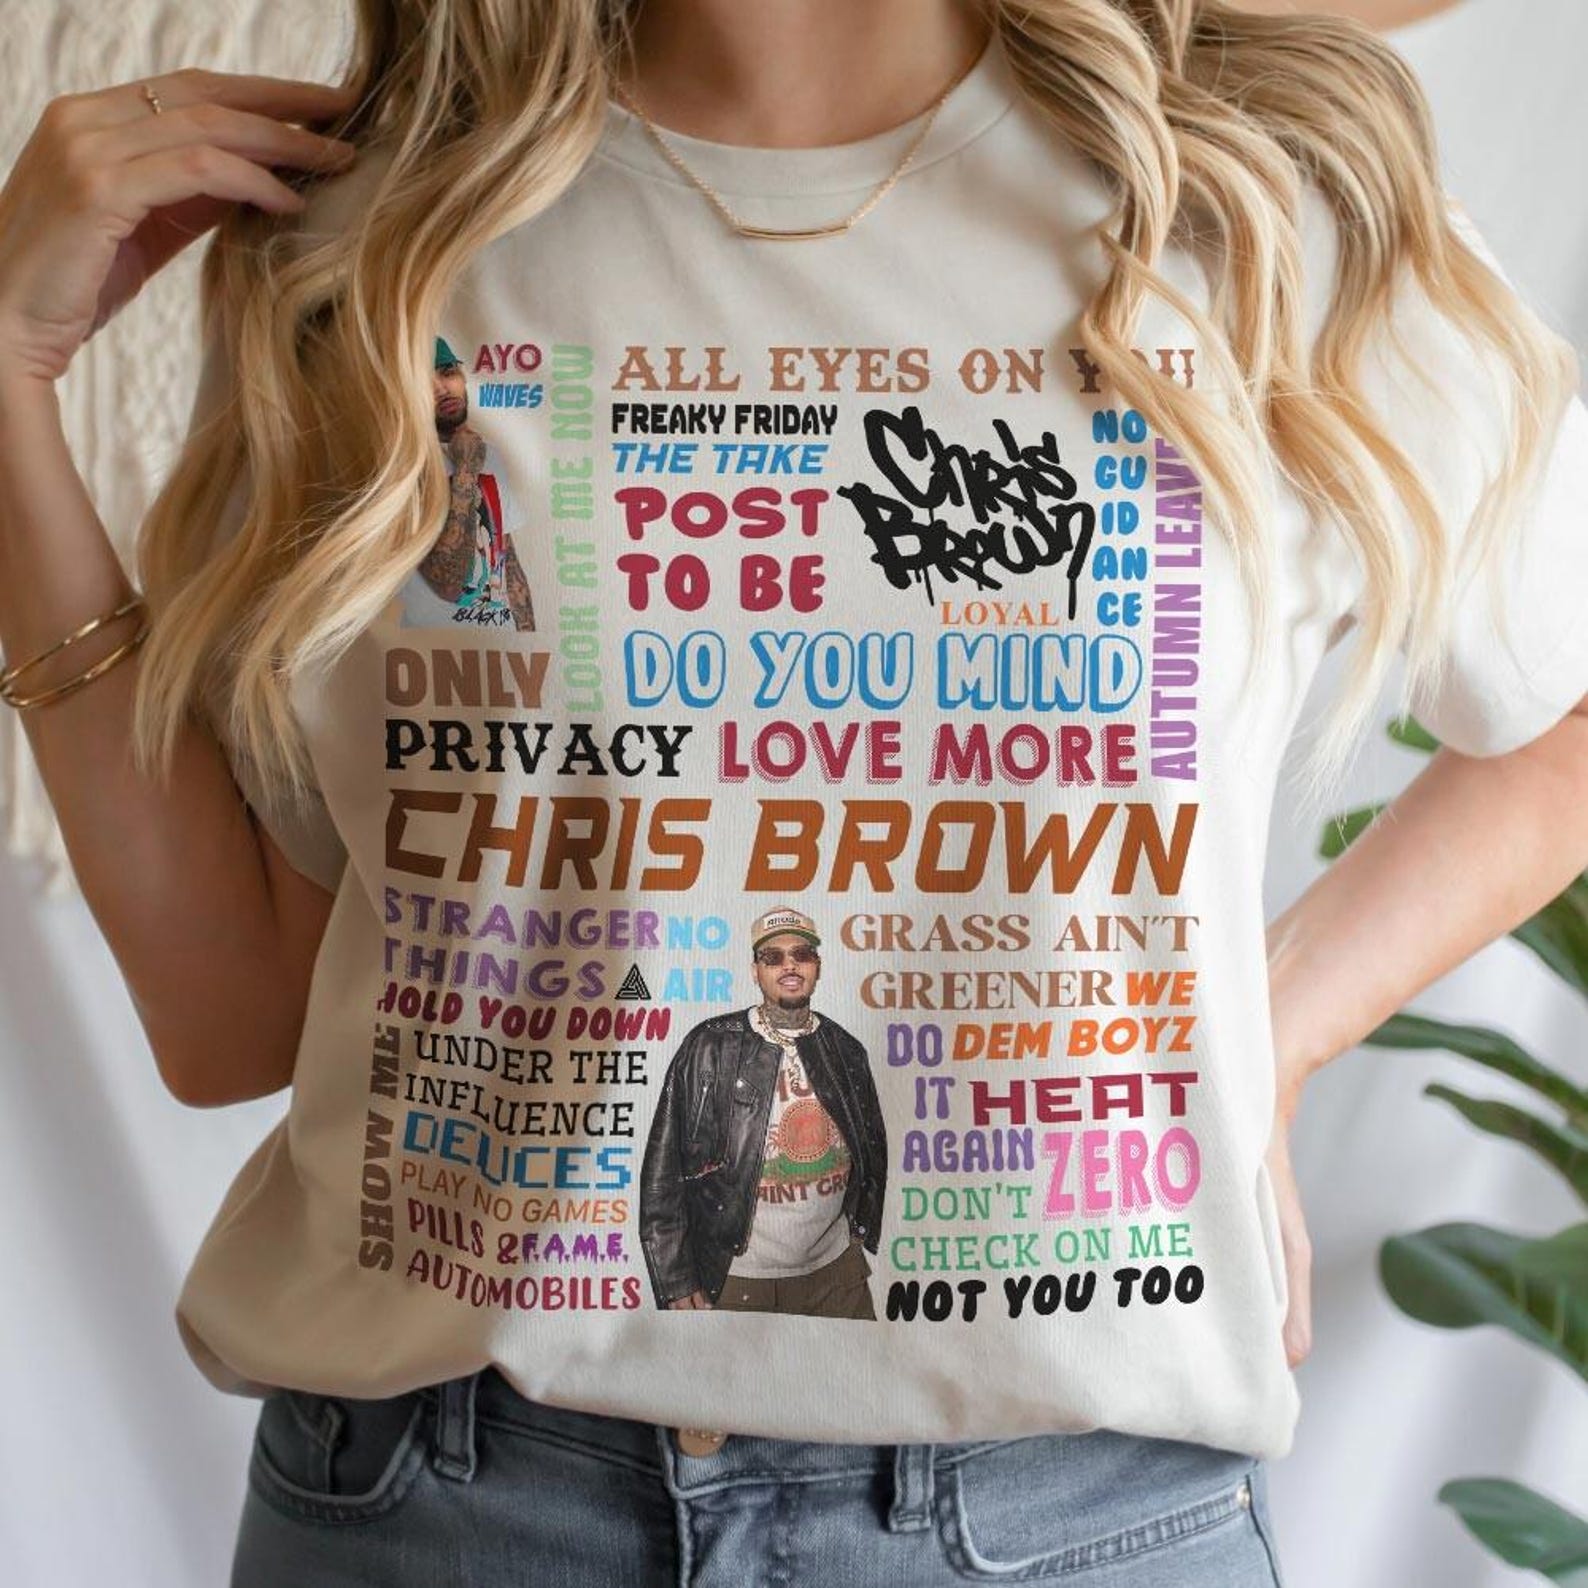 AYO
WAVES
LOOK AT ME NOW
ALL EYES ON YOU
FREAKY FRIDAY
THE TAKE
POST
TO BE
Chris
Brown
LOYAL
NO
GU
ID
AN
CE
AUTUMN LEAVE
ONLY
DO YOU MIND
PRIVACY LOVE MORE
CHRIS BROWN
STRANGER
THINGS
NO
AIR
HOLD YOU DOWN
SHOW ME
UNDER THE
INFLUENCE
DEUCES
PLAY NO GAMES
PILLS &
AUTOMOBILES
F.A.M.E.
GRASS AIN'T
GREENER
WE
DEM BOYZ
DO
IT
AGAIN
HEAT
ZERO
DON'T
CHECK ON ME
NOT YOU TOO